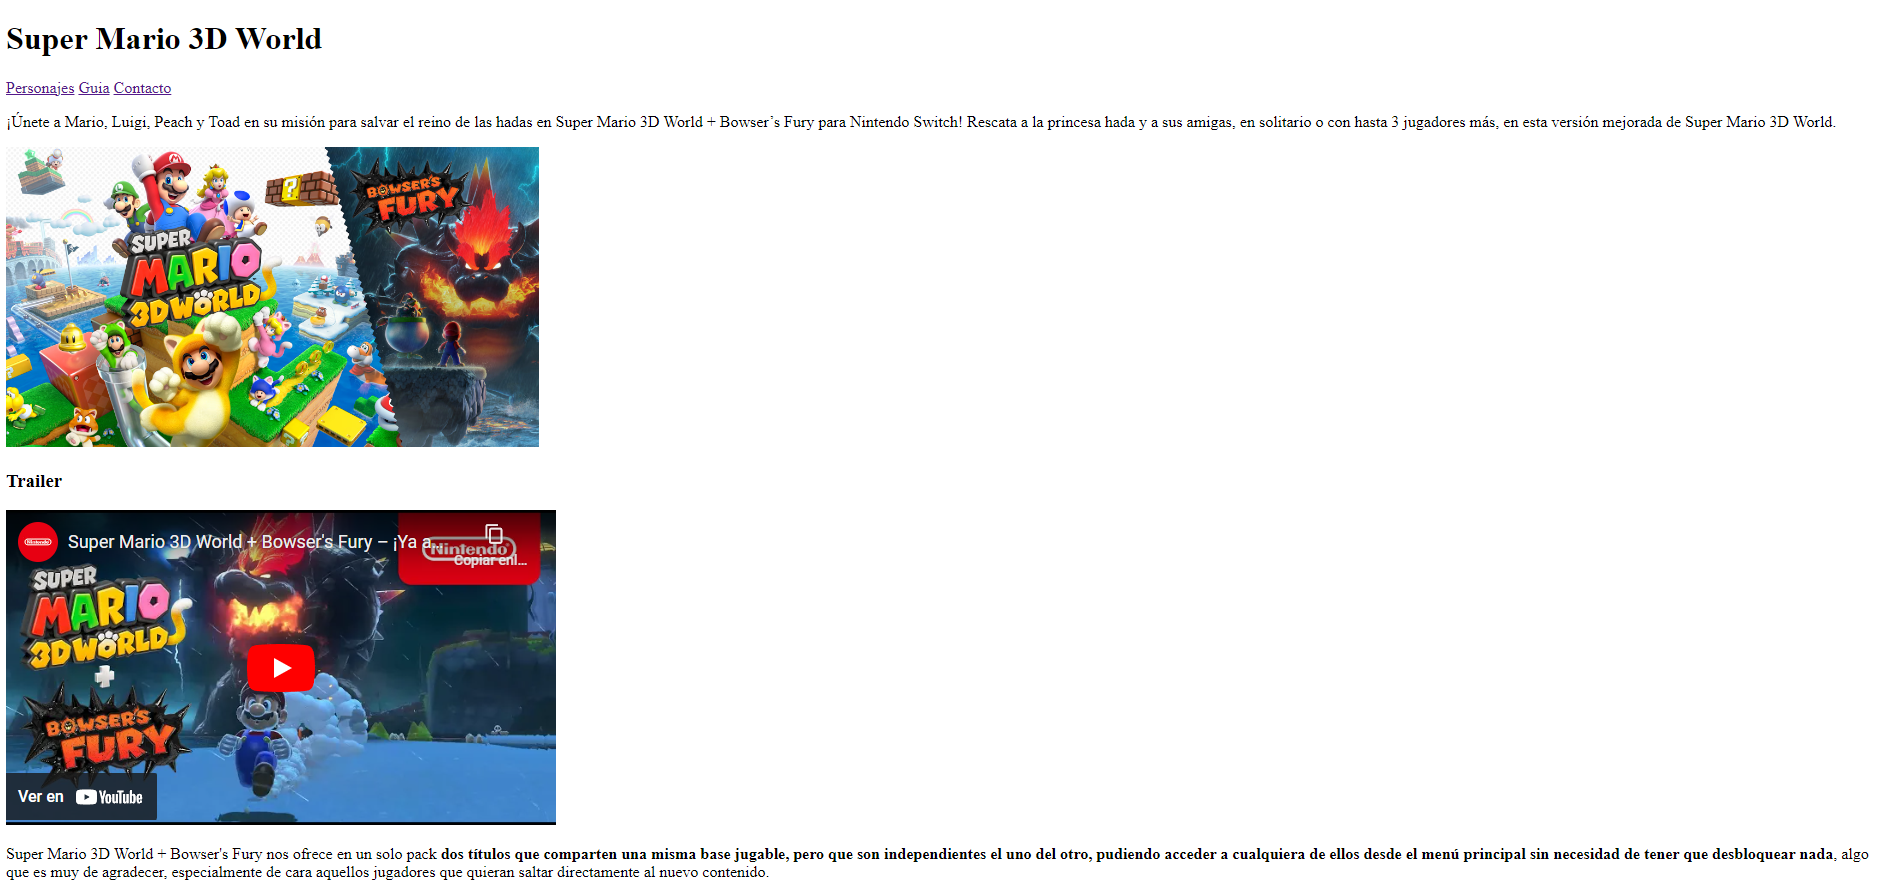 Super Mario 3D World
Personajes Guia Contacto
¡Únete a Mario, Luigi, Peach y Toad en su misión para salvar el reino de las hadas en Super Mario 3D World + Bowser’s Fury para Nintendo Switch! Rescata a la princesa hada y a sus amigas, en solitario o con hasta 3 jugadores más, en esta versión mejorada de Super Mario 3D World.
BOWSER'S
FURY
SUPER
MARIO
3D WORLD
Trailer
Nintendo
Super Mario 3D World + Bowser's Fury – ¡Ya a...
Nintendo
Copiar enl...
SUPER
MARIO
3D WORLD
+
BOWSER'S
FURY
Ver en YouTube
Super Mario 3D World + Bowser's Fury nos ofrece en un solo pack dos títulos que comparten una misma base jugable, pero que son independientes el uno del otro, pudiendo acceder a cualquiera de ellos desde el menú principal sin necesidad de tener que desbloquear nada, algo
que es muy de agradecer, especialmente de cara aquellos jugadores que quieran saltar directamente al nuevo contenido.